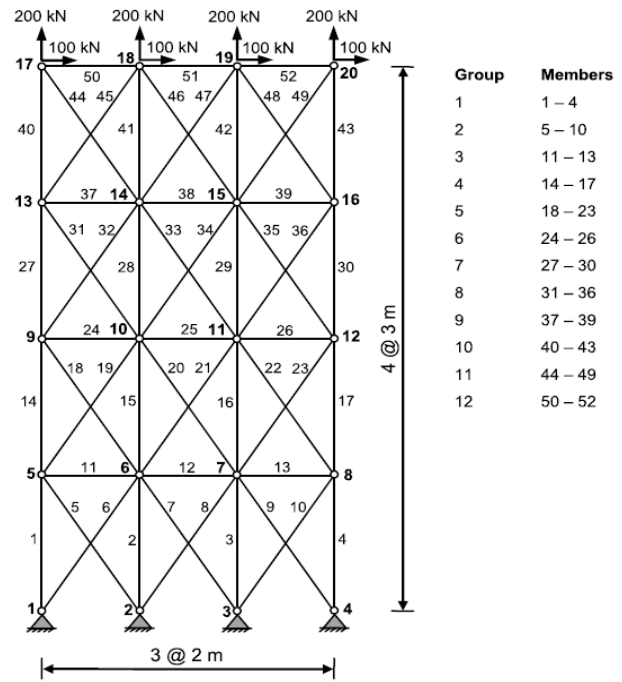 200 kN 200 kN 200 kN 200 kN
100 kN 100 kN 100 kN 100 kN
17 18 19 20
50 51 52
44 45 46 47 48 49
40 41 42 43
37 38 39
13 14 15 16
31 32 33 34 35 36
27 28 29 30
24 25 26
9 10 11 12
18 19 20 21 22 23
14 15 16 17
11 12 13
5 6 7 8
5 6 7 8 9 10
1 2 3 4
1 2 3 4
3 @ 2 m
4 @ 3 m
Group Members
1 1 – 4
2 5 – 10
3 11 – 13
4 14 – 17
5 18 – 23
6 24 – 26
7 27 – 30
8 31 – 36
9 37 – 39
10 40 – 43
11 44 – 49
12 50 – 52